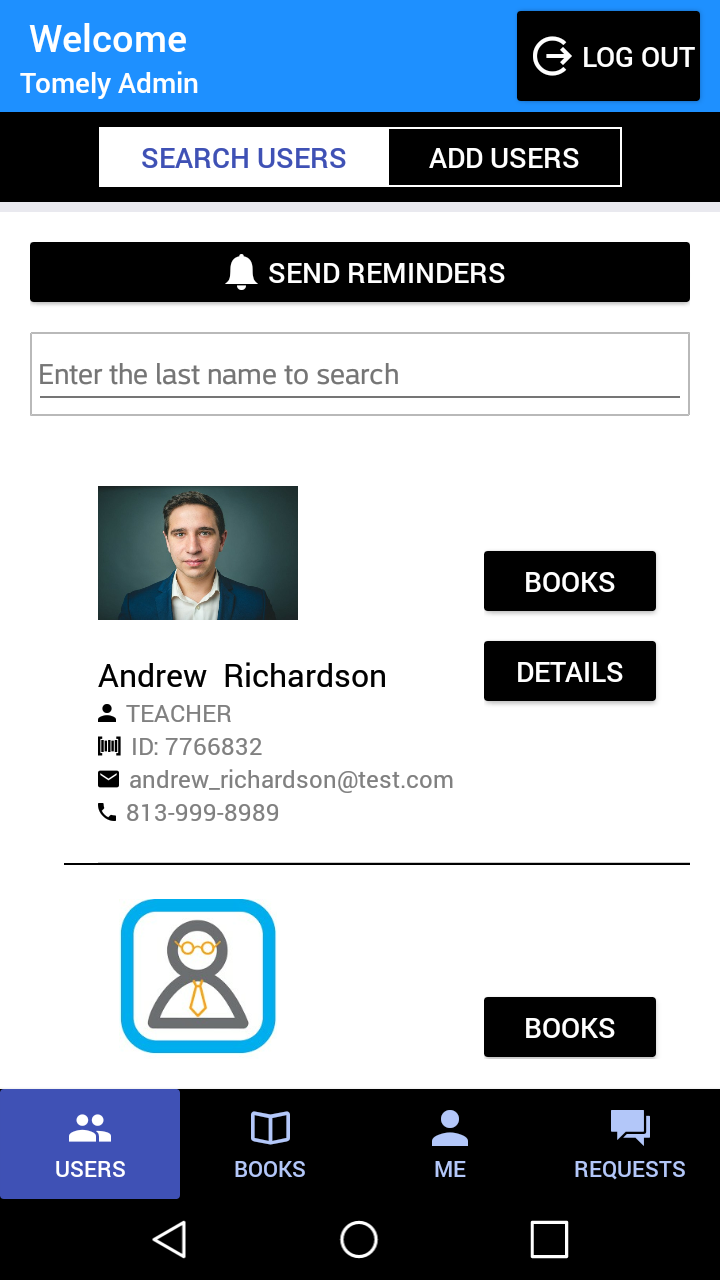 Welcome
Tomely Admin
LOG OUT
SEARCH USERS
ADD USERS
SEND REMINDERS
Enter the last name to search
BOOKS
DETAILS
Andrew  Richardson
TEACHER
ID: 7766832
andrew_richardson@test.com
813-999-8989
BOOKS
USERS
BOOKS
ME
REQUESTS